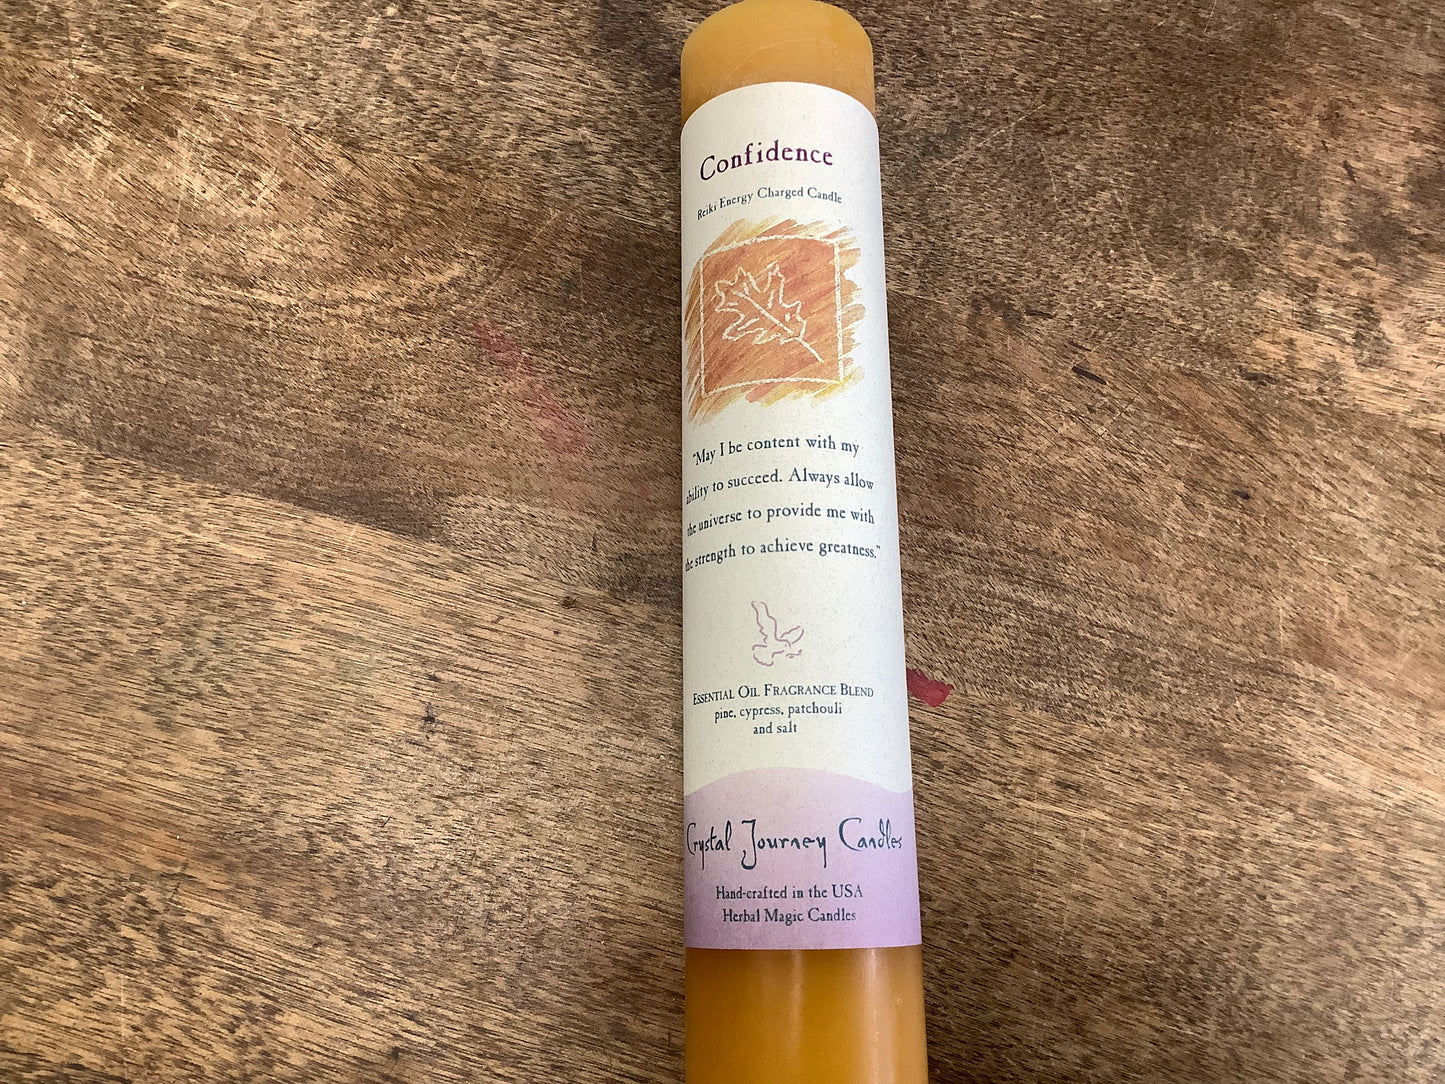 Confidence
Reiki Energy Charged Candle
"May I be content with my
ability to succeed. Always allow
the universe to provide me with
the strength to achieve greatness."
Essential Oil Fragrance Blend
pine, cypress, patchouli
and salt
Crystal Journey Candles
Hand-crafted in the USA
Herbal Magic Candles